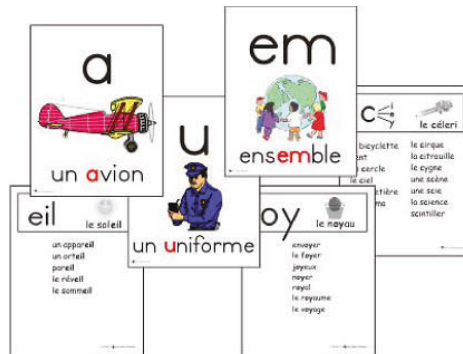 a
un avion
em
ensemble
u
un uniforme
c
le céleri
bicyclette
cercle
le ciel
le cirque
la citrouille
le cygne
une scène
une scie
la science
scintiller
eil
le soleil
un appareil
un orteil
pareil
le réveil
le sommeil
oy
le noyau
envoyer
le foyer
joyeux
noyer
royal
le royaume
le voyage